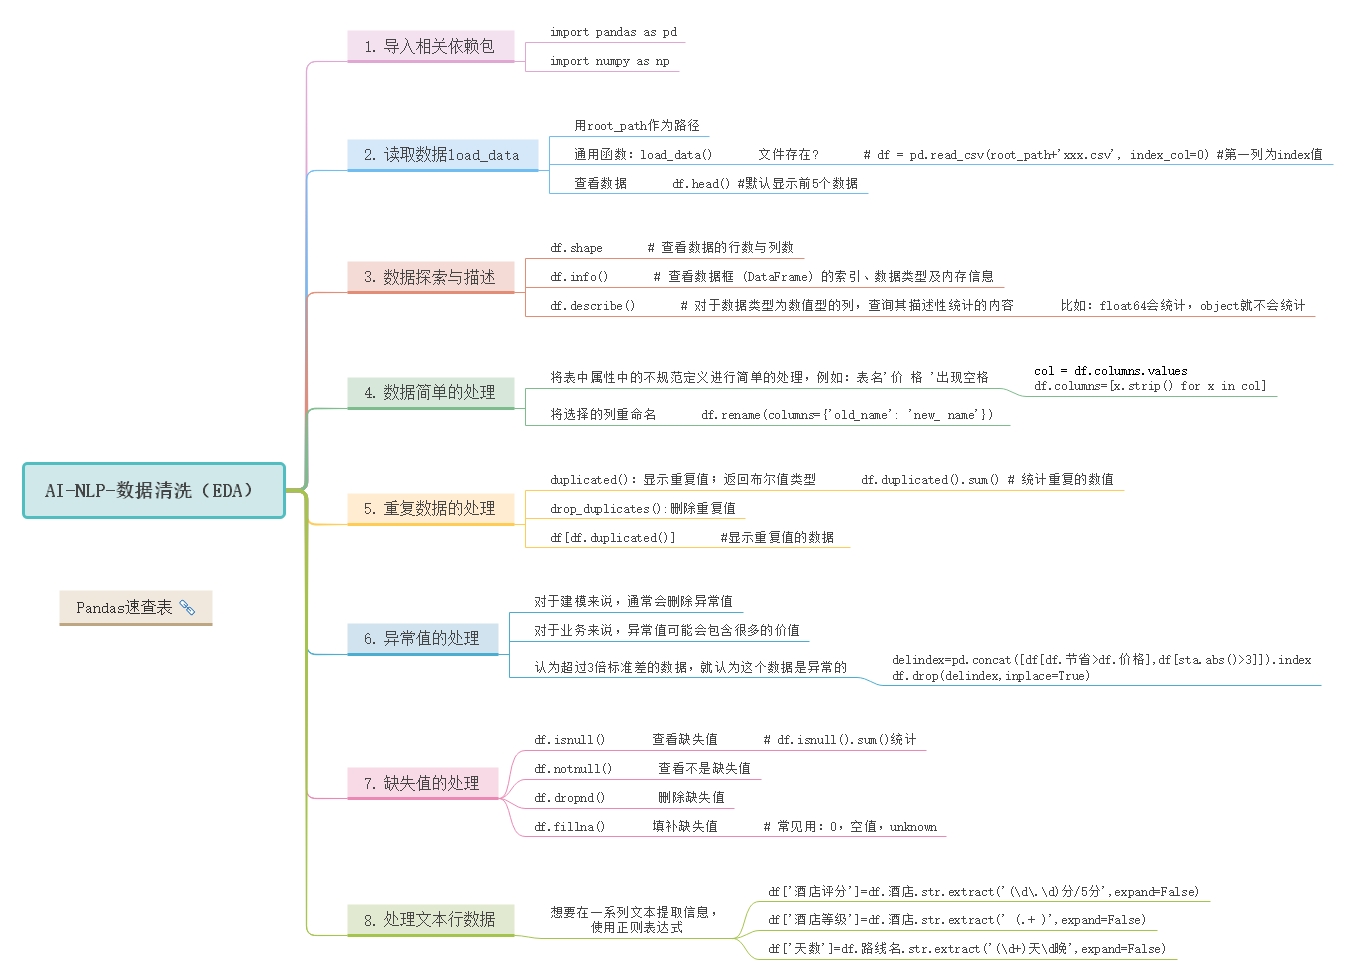 1. 导入相关依赖包
import pandas as pd
import numpy as np
2. 读取数据load_data
用root_path作为路径
通用函数：load_data() 文件存在? # df = pd.read_csv(root_path+'xxx.csv', index_col=0) #第一列为index值
查看数据 df.head() #默认显示前5个数据
3. 数据探索与描述
df.shape # 查看数据的行数与列数
df.info() # 查看数据框 (DataFrame) 的索引、数据类型及内存信息
df.describe() # 对于数据类型为数值型的列，查询其描述性统计的内容 比如：float64会统计，object就不会统计
4. 数据简单的处理
将表中属性中的不规范定义进行简单的处理，例如：表名'价 格 '出现空格
col = df.columns.values
df.columns=[x.strip() for x in col]
将选择的列重命名 df.rename(columns={'old_name': 'new_ name'})
AI-NLP-数据清洗（EDA）
5. 重复数据的处理
duplicated()：显示重复值；返回布尔值类型 df.duplicated().sum() # 统计重复的数值
drop_duplicates():删除重复值
df[df.duplicated()] #显示重复值的数据
Pandas速查表
6. 异常值的处理
对于建模来说，通常会删除异常值
对于业务来说，异常值可能会包含很多的价值
认为超过3倍标准差的数据，就认为这个数据是异常的
delindex=pd.concat([df[df.节省>df.价格],df[sta.abs()>3]]).index
df.drop(delindex,inplace=True)
7. 缺失值的处理
df.isnull() 查看缺失值 # df.isnull().sum()统计
df.notnull() 查看不是缺失值
df.dropnd() 删除缺失值
df.fillna() 填补缺失值 # 常见用：0，空值，unknown
8. 处理文本行数据
想要在一系列文本提取信息，
使用正则表达式
df['酒店评分']=df.酒店.str.extract('(\d\.\d)分/5分',expand=False)
df['酒店等级']=df.酒店.str.extract(' (.+ )',expand=False)
df['天数']=df.路线名.str.extract('(\d+)天\d晚',expand=False)